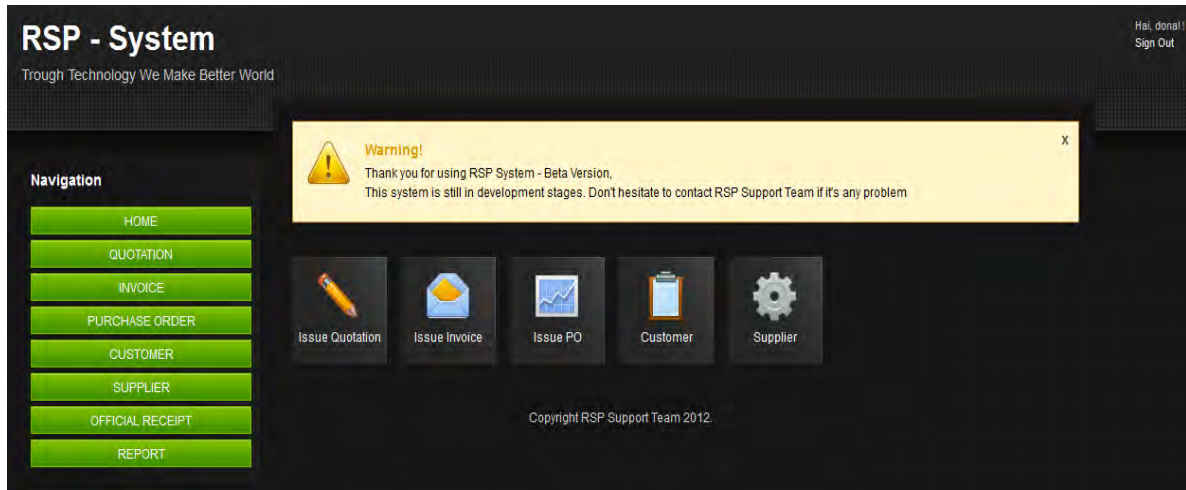 RSP - System
Trough Technology We Make Better World
Hai, donal!
Sign Out
Navigation
HOME
QUOTATION
INVOICE
PURCHASE ORDER
CUSTOMER
SUPPLIER
OFFICIAL RECEIPT
REPORT
Warning!
X
Thank you for using RSP System - Beta Version,
This system is still in development stages. Don't hesitate to contact RSP Support Team if it's any problem
Issue Quotation
Issue Invoice
Issue PO
Customer
Supplier
Copyright RSP Support Team 2012.